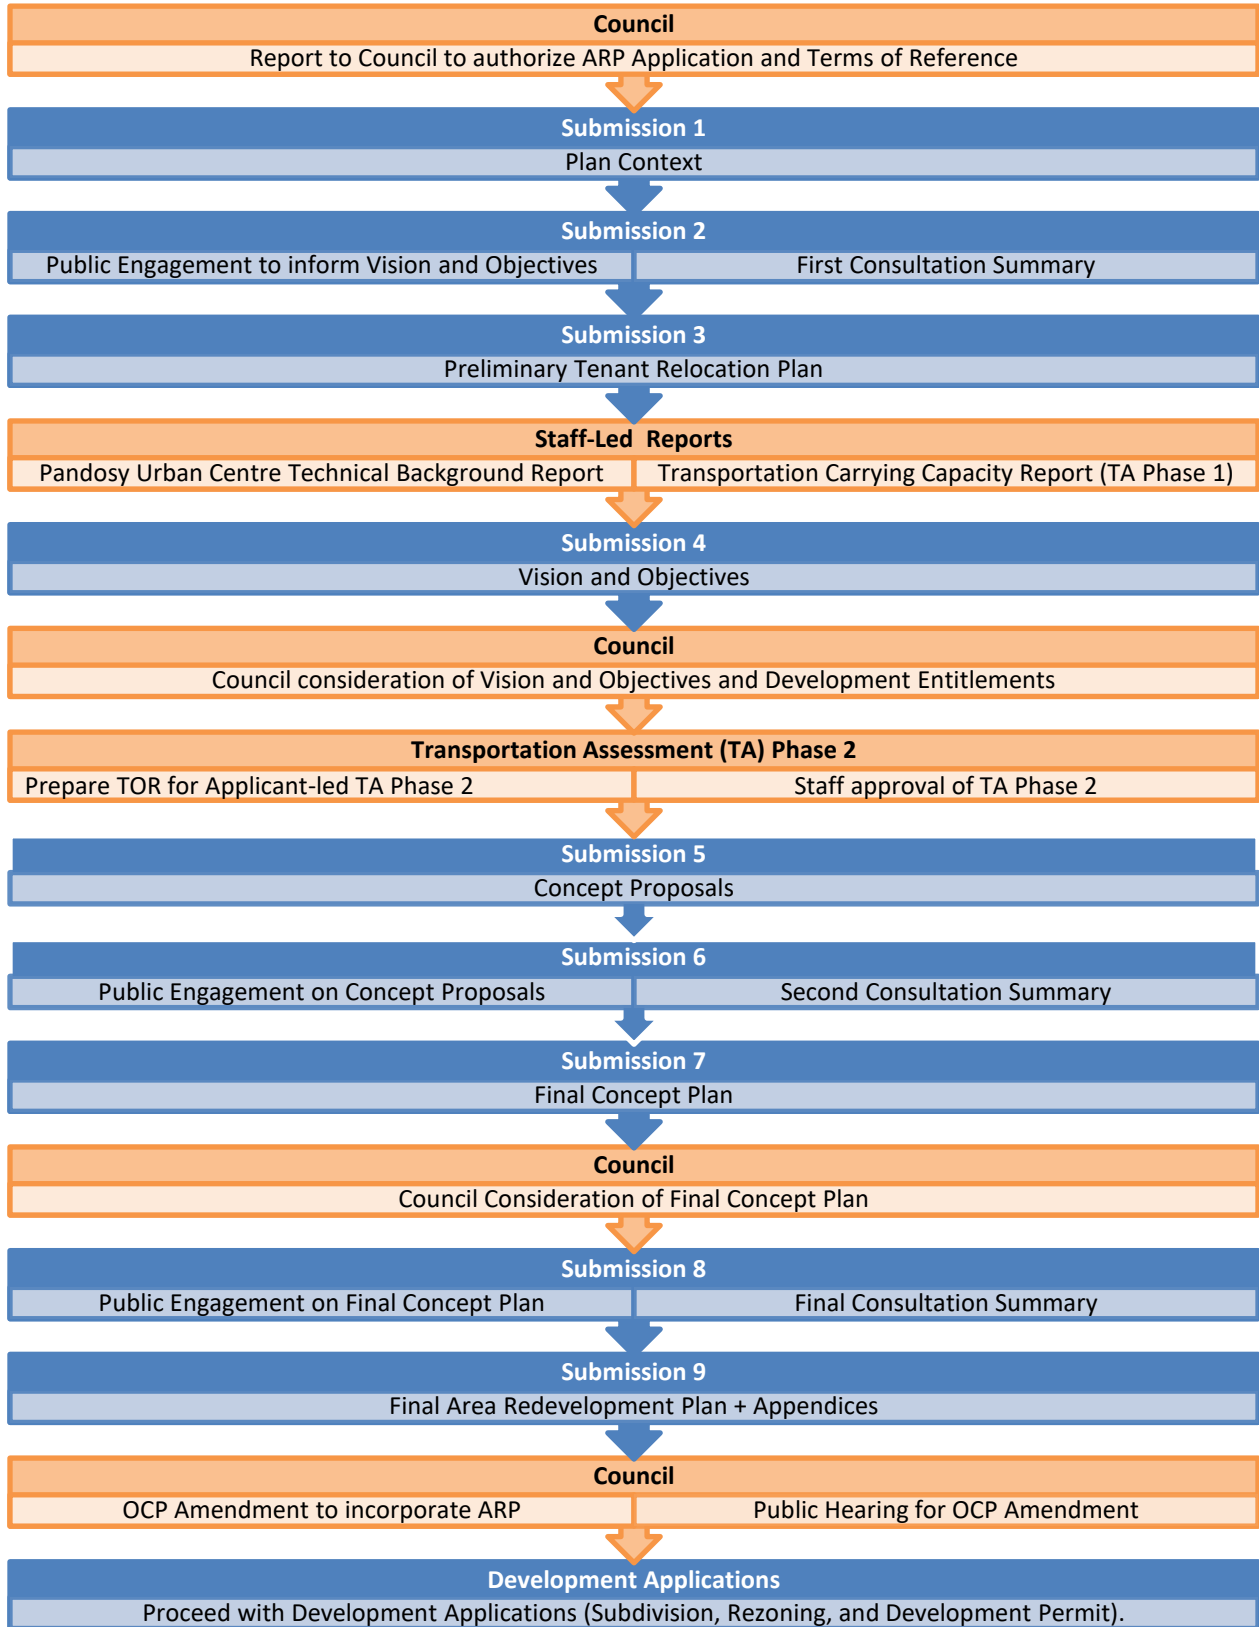 Council
Report to Council to authorize ARP Application and Terms of Reference
Submission 1
Plan Context
Submission 2
Public Engagement to inform Vision and Objectives
First Consultation Summary
Submission 3
Preliminary Tenant Relocation Plan
Staff-Led Reports
Pandosy Urban Centre Technical Background Report
Transportation Carrying Capacity Report (TA Phase 1)
Submission 4
Vision and Objectives
Council
Council consideration of Vision and Objectives and Development Entitlements
Transportation Assessment (TA) Phase 2
Prepare TOR for Applicant-led TA Phase 2
Staff approval of TA Phase 2
Submission 5
Concept Proposals
Submission 6
Public Engagement on Concept Proposals
Second Consultation Summary
Submission 7
Final Concept Plan
Council
Council Consideration of Final Concept Plan
Submission 8
Public Engagement on Final Concept Plan
Final Consultation Summary
Submission 9
Final Area Redevelopment Plan + Appendices
Council
OCP Amendment to incorporate ARP
Public Hearing for OCP Amendment
Development Applications
Proceed with Development Applications (Subdivision, Rezoning, and Development Permit).